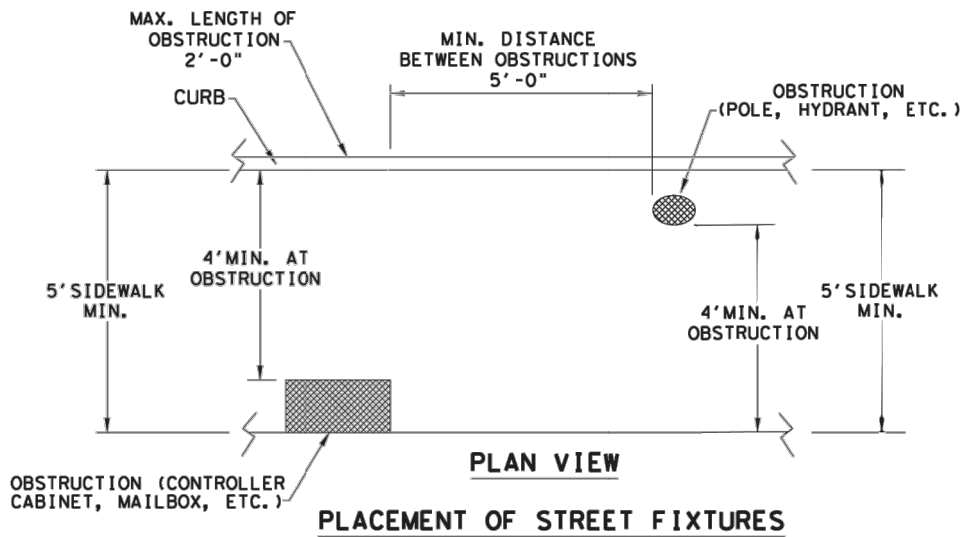 MAX. LENGTH OF
OBSTRUCTION
2'-0"
CURB
MIN. DISTANCE
BETWEEN OBSTRUCTIONS
5'-0"
OBSTRUCTION
(POLE, HYDRANT, ETC.)
5'SIDEWALK
MIN.
4'MIN. AT
OBSTRUCTION
4'MIN. AT
OBSTRUCTION
5'SIDEWALK
MIN.
OBSTRUCTION (CONTROLLER
CABINET, MAILBOX, ETC.)
PLAN VIEW
PLACEMENT OF STREET FIXTURES